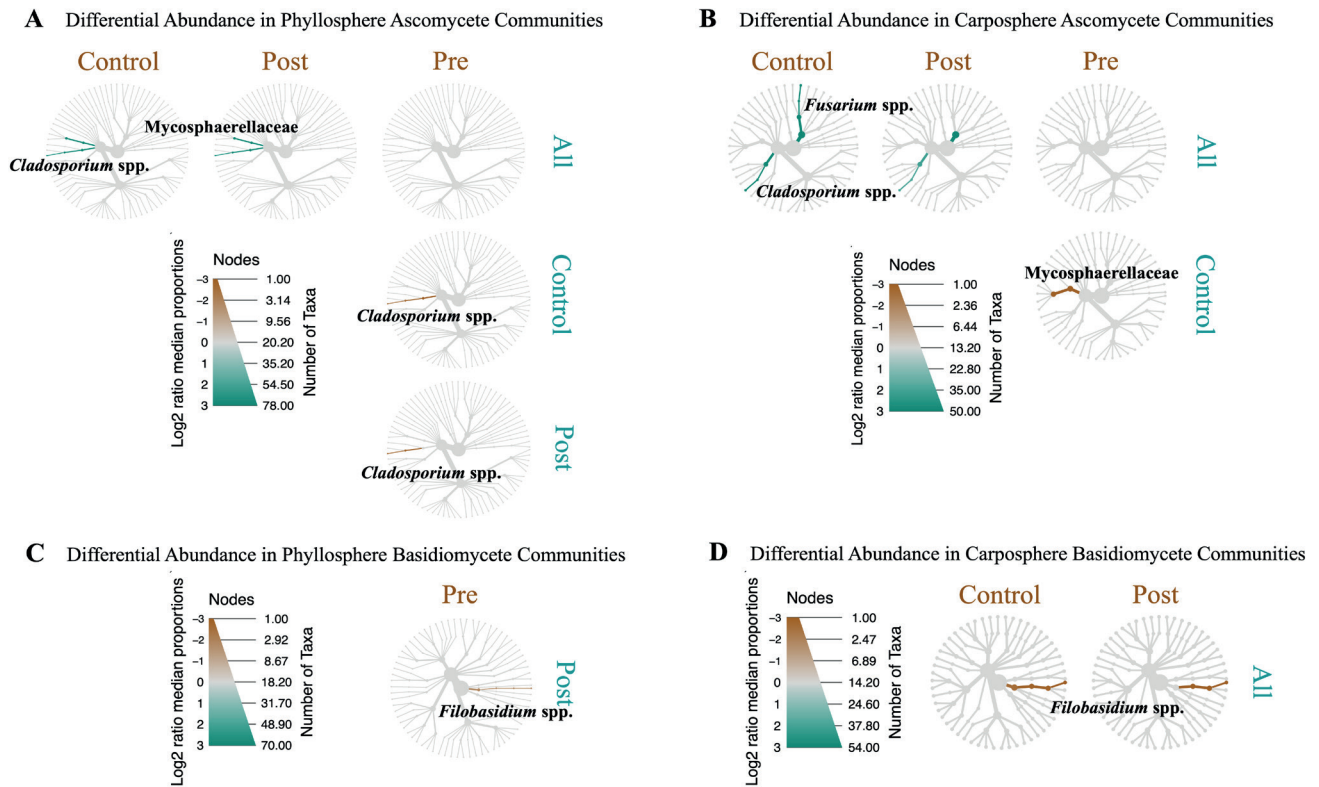 A Differential Abundance in Phyllosphere Ascomycete Communities
Control Post Pre
Mycosphaerellaceae
Cladosporium spp.
All
Log2 ratio median proportions
Nodes
Number of Taxa
−3 1.00
−2 3.14
−1 9.56
0 20.20
1 35.20
2 54.50
3 78.00
Cladosporium spp.
Control
Cladosporium spp.
Post
B Differential Abundance in Carposphere Ascomycete Communities
Control Post Pre
Fusarium spp.
Cladosporium spp.
All
Log2 ratio median proportions
Nodes
Number of Taxa
−3 1.00
−2 2.36
−1 6.44
0 13.20
1 22.80
2 35.00
3 50.00
Mycosphaerellaceae
Control
C Differential Abundance in Phyllosphere Basidiomycete Communities
Log2 ratio median proportions
Nodes
Number of Taxa
−3 1.00
−2 2.92
−1 8.67
0 18.20
1 31.70
2 48.90
3 70.00
Pre
Filobasidium spp.
Post
D Differential Abundance in Carposphere Basidiomycete Communities
Log2 ratio median proportions
Nodes
Number of Taxa
−3 1.00
−2 2.47
−1 6.89
0 14.20
1 24.60
2 37.80
3 54.00
Control Post
Filobasidium spp.
All